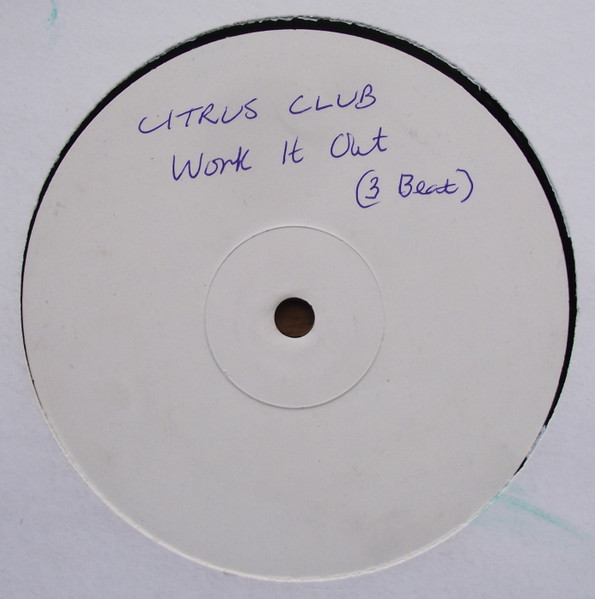 CITRUS CLUB
Work It Out
(3 Beat)